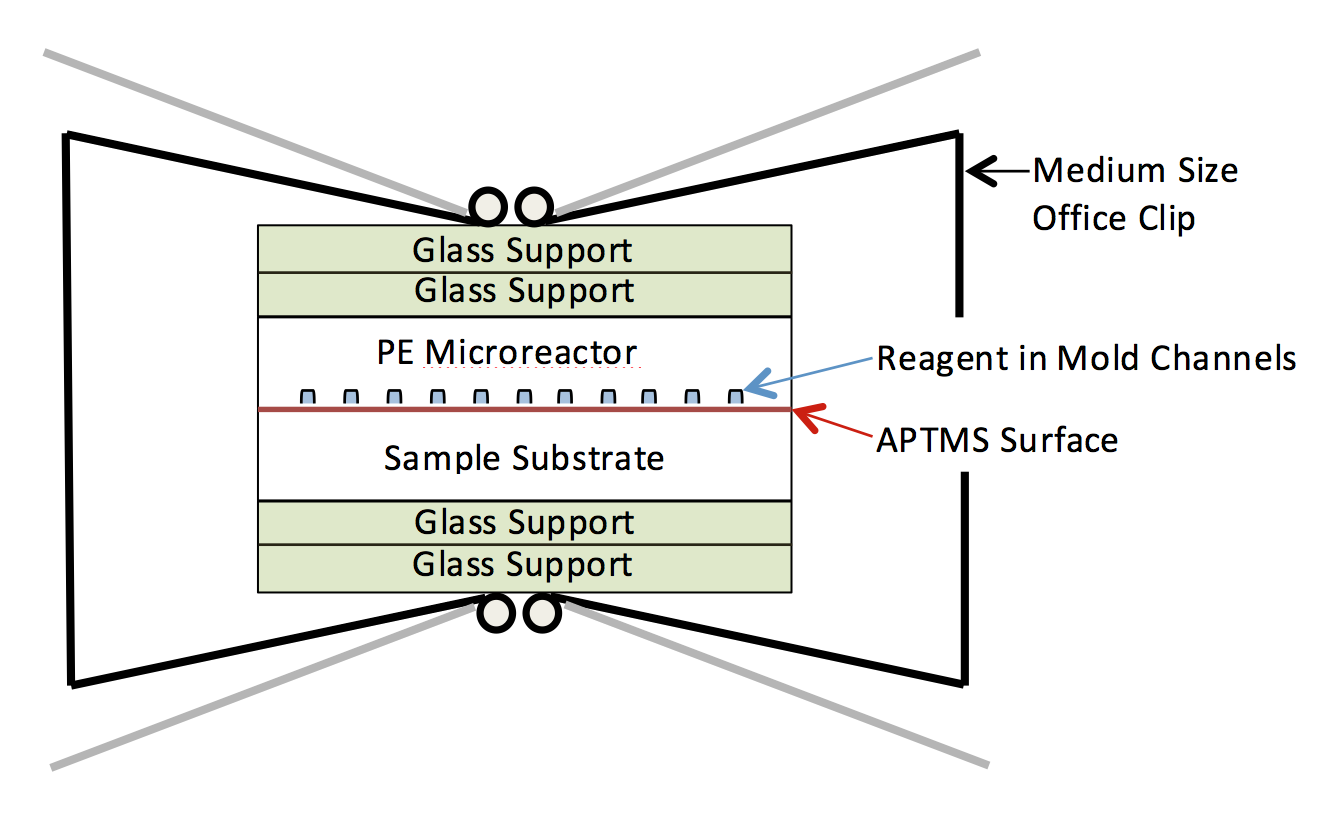 Medium Size
Office Clip
Glass Support
Glass Support
PE Microreactor
Reagent in Mold Channels
APTMS Surface
Sample Substrate
Glass Support
Glass Support